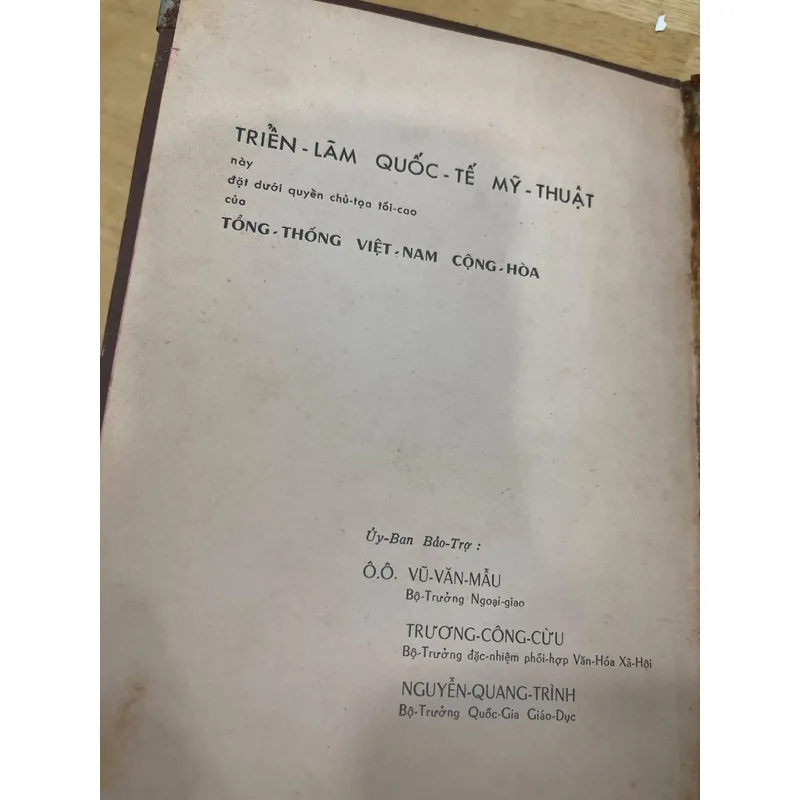 TRIỂN-LÃM QUỐC-TẾ MỸ-THUẬT
này
đặt dưới quyền chủ-tọa tối-cao
của
TỔNG-THỐNG VIỆT-NAM CỘNG-HÒA
Ủy-Ban Bảo-Trợ :
Ô.Ô. VŨ-VĂN-MẪU
Bộ-Trưởng Ngoại-giao
TRƯƠNG-CÔNG-CỪU
Bộ-Trưởng đặc-nhiệm phối-hợp Văn-Hóa Xã-Hội
NGUYỄN-QUANG-TRÌNH
Bộ-Trưởng Quốc-Gia Giáo-Dục